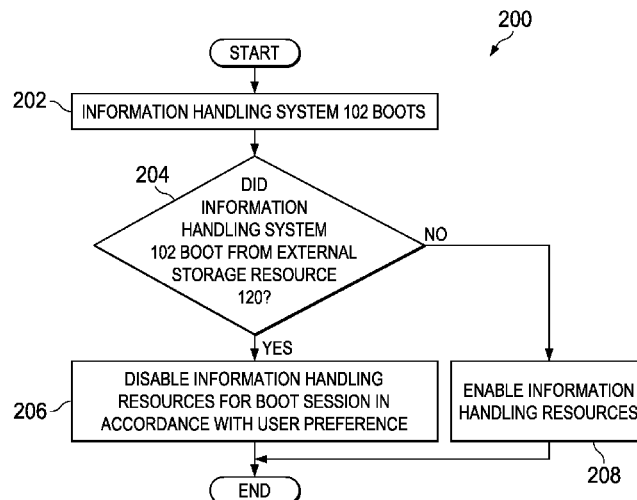 200
START
202
INFORMATION HANDLING SYSTEM 102 BOOTS
204
DID
INFORMATION
HANDLING SYSTEM
102 BOOT FROM EXTERNAL
STORAGE RESOURCE
120?
NO
YES
206
DISABLE INFORMATION HANDLING
RESOURCES FOR BOOT SESSION IN
ACCORDANCE WITH USER PREFERENCE
ENABLE INFORMATION
HANDLING RESOURCES
208
END